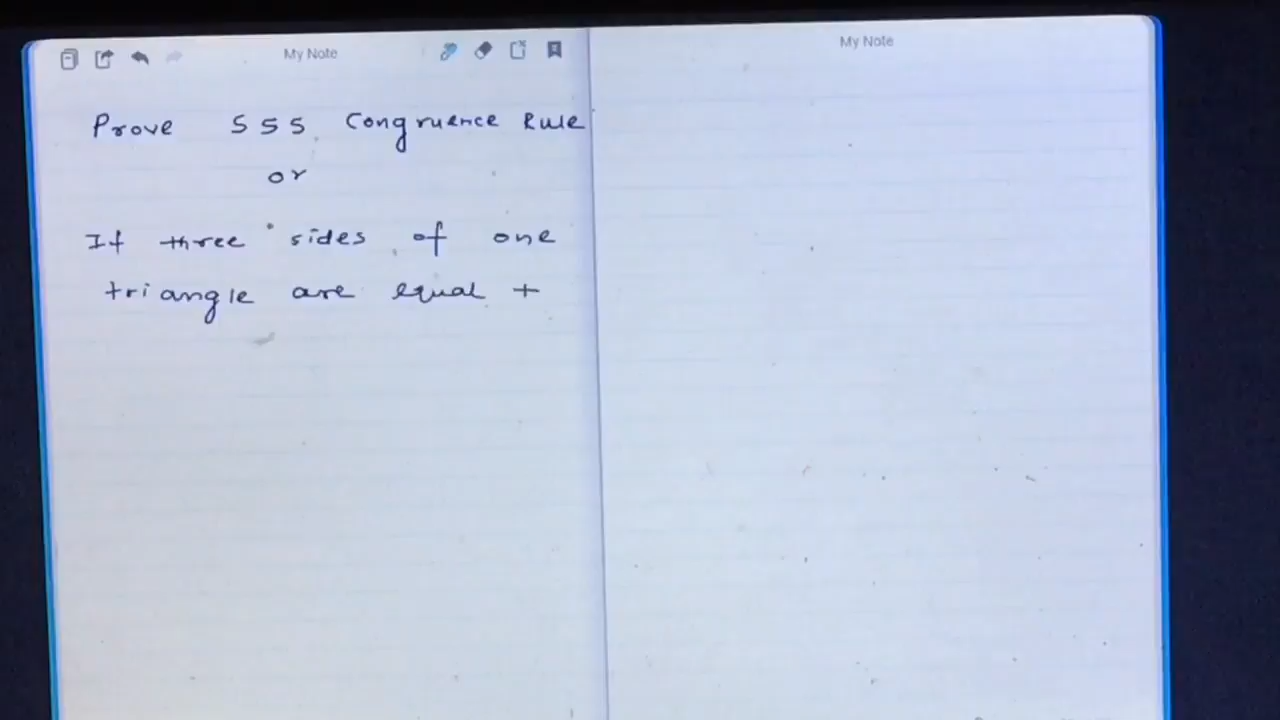 My Note
Prove SSS Congruence Rule
or
If three sides of one
triangle are equal t
My Note